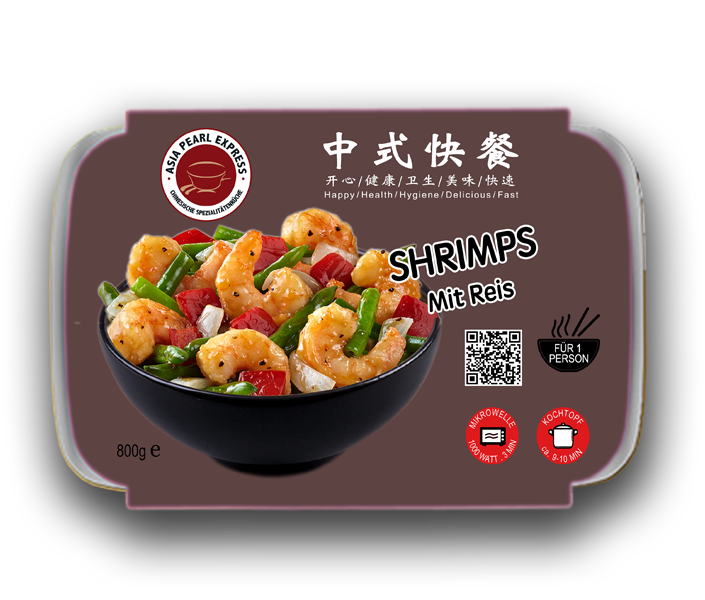 ASIA PEARL EXPRESS
CHINESISCHE SPEZIALITÄTENKÜCHE
中式快餐
开心/健康/卫生/美味/快速
Happy/Health/Hygiene/Delicious/Fast
SHRIMPS
Mit Reis
FÜR 1
PERSON
MIKROWELLE
1000 WATT . 3 MIN
KOCHTOPF
ca. 9-10 MIN
800g e